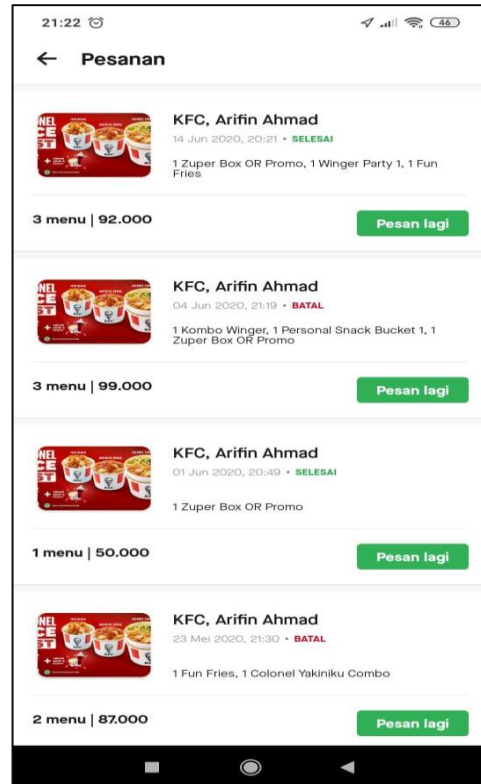 21:22
46
Pesanan
KFC, Arifin Ahmad
14 Jun 2020, 20:21 • SELESAI
1 Zuper Box OR Promo, 1 Winger Party 1, 1 Fun
Fries
3 menu | 92.000
Pesan lagi
KFC, Arifin Ahmad
04 Jun 2020, 21:19 • BATAL
1 Kombo Winger, 1 Personal Snack Bucket 1, 1
Zuper Box OR Promo
3 menu | 99.000
Pesan lagi
KFC, Arifin Ahmad
01 Jun 2020, 20:49 • SELESAI
1 Zuper Box OR Promo
1 menu | 50.000
Pesan lagi
KFC, Arifin Ahmad
23 Mei 2020, 21:30 • BATAL
1 Fun Fries, 1 Colonel Yakiniku Combo
2 menu | 87.000
Pesan lagi